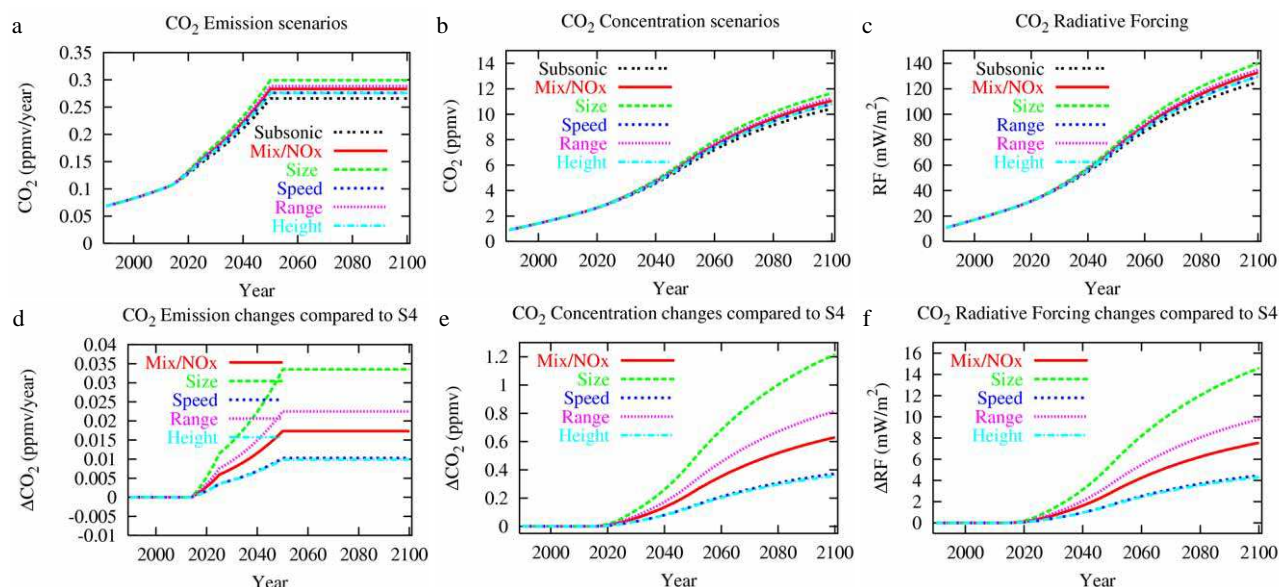 a
CO2 Emission scenarios
CO2 (ppmv/year)
0.35
0.3
0.25
0.2
0.15
0.1
0.05
0
Subsonic
Mix/NOx
Size
Speed
Range
Height
2000 2020 2040 2060 2080 2100
Year
b
CO2 Concentration scenarios
CO2 (ppmv)
14
12
10
8
6
4
2
0
Subsonic
Mix/NOx
Size
Speed
Range
Height
2000 2020 2040 2060 2080 2100
Year
c
CO2 Radiative Forcing
RF (mW/m2)
140
120
100
80
60
40
20
0
Subsonic
Mix/NOx
Size
Range
Range
Height
2000 2020 2040 2060 2080 2100
Year
d
CO2 Emission changes compared to S4
ΔCO2 (ppmv/year)
0.04
0.035
0.03
0.025
0.02
0.015
0.01
0.005
0
-0.005
-0.01
Mix/NOx
Size
Speed
Range
Height
2000 2020 2040 2060 2080 2100
Year
e
CO2 Concentration changes compared to S4
ΔCO2 (ppmv)
1.2
1
0.8
0.6
0.4
0.2
0
Mix/NOx
Size
Speed
Range
Height
2000 2020 2040 2060 2080 2100
Year
f
CO2 Radiative Forcing changes compared to S4
ΔRF (mW/m2)
16
14
12
10
8
6
4
2
0
Mix/NOx
Size
Speed
Range
Height
2000 2020 2040 2060 2080 2100
Year